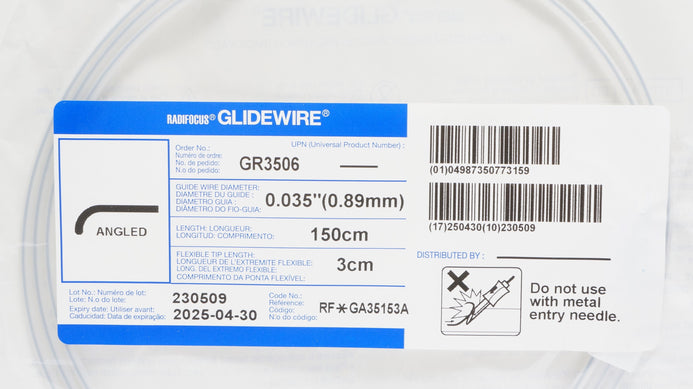 RADIFOCUS® GLIDEWIRE®
Order No.:
Numéro de ordre:
No. de pedido:
N.o do pedido:
UPN (Universal Product Number) :
GR3506
ANGLED
GUIDE WIRE DIAMETER:
DIAMETRE DU GUIDE :
DIAMETRO GUIA :
DIÂMETRO DO FIO-GUIA:
0.035"(0.89mm)
LENGTH: LONGUEUR:
LONGITUD: COMPRIMENTO:
150cm
FLEXIBLE TIP LENGTH:
LONGUEUR DE L'EXTREMITE FLEXIBLE:
LONG. DEL EXTREMO FLEXIBLE:
COMPRIMENTO DA PONTA FLEXÍVEL:
3cm
Lot No.: Numéro de lot:
Lote: N.o do lote:
230509
Expiry date: Utiliser avant:
Caducidad: Data de expiração:
2025-04-30
Code No.:
Référence:
Código:
N.o do código:
RF*GA35153A
(01)04987350773159
(17)250430(10)230509
DISTRIBUTED BY :
Do not use
with metal
entry needle.